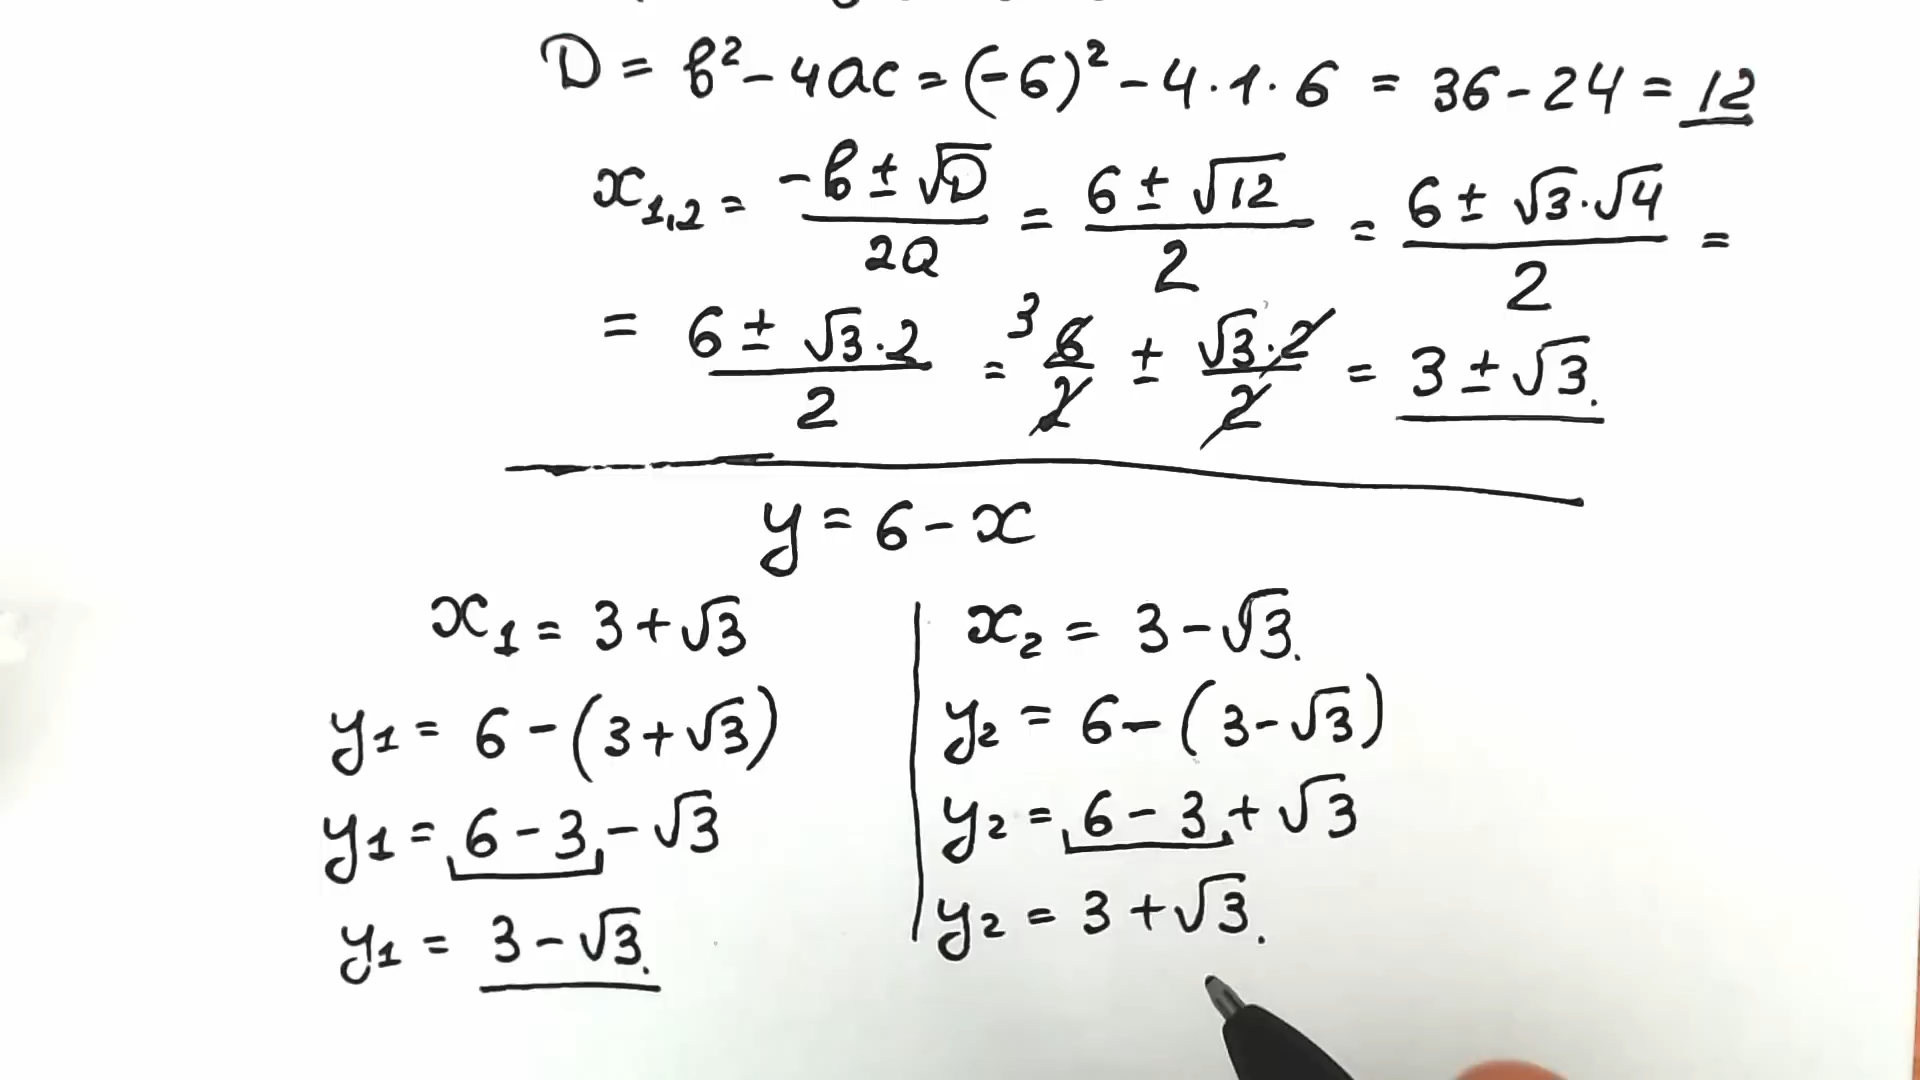 D = b² - 4ac = (-6)² - 4·1·6 = 36 - 24 = 12
x₁,₂ = (-b ± √D)/(2a) = (6 ± √12)/2 = (6 ± √3·√4)/2 =
= (6 ± √3·2)/2 = ³6/2 ± (√3·2)/2 = 3 ± √3.
y = 6 - x
x₁ = 3 + √3
y₁ = 6 - (3 + √3)
y₁ = 6 - 3 - √3
y₁ = 3 - √3.
x₂ = 3 - √3.
y₂ = 6 - (3 - √3)
y₂ = 6 - 3 + √3
y₂ = 3 + √3.